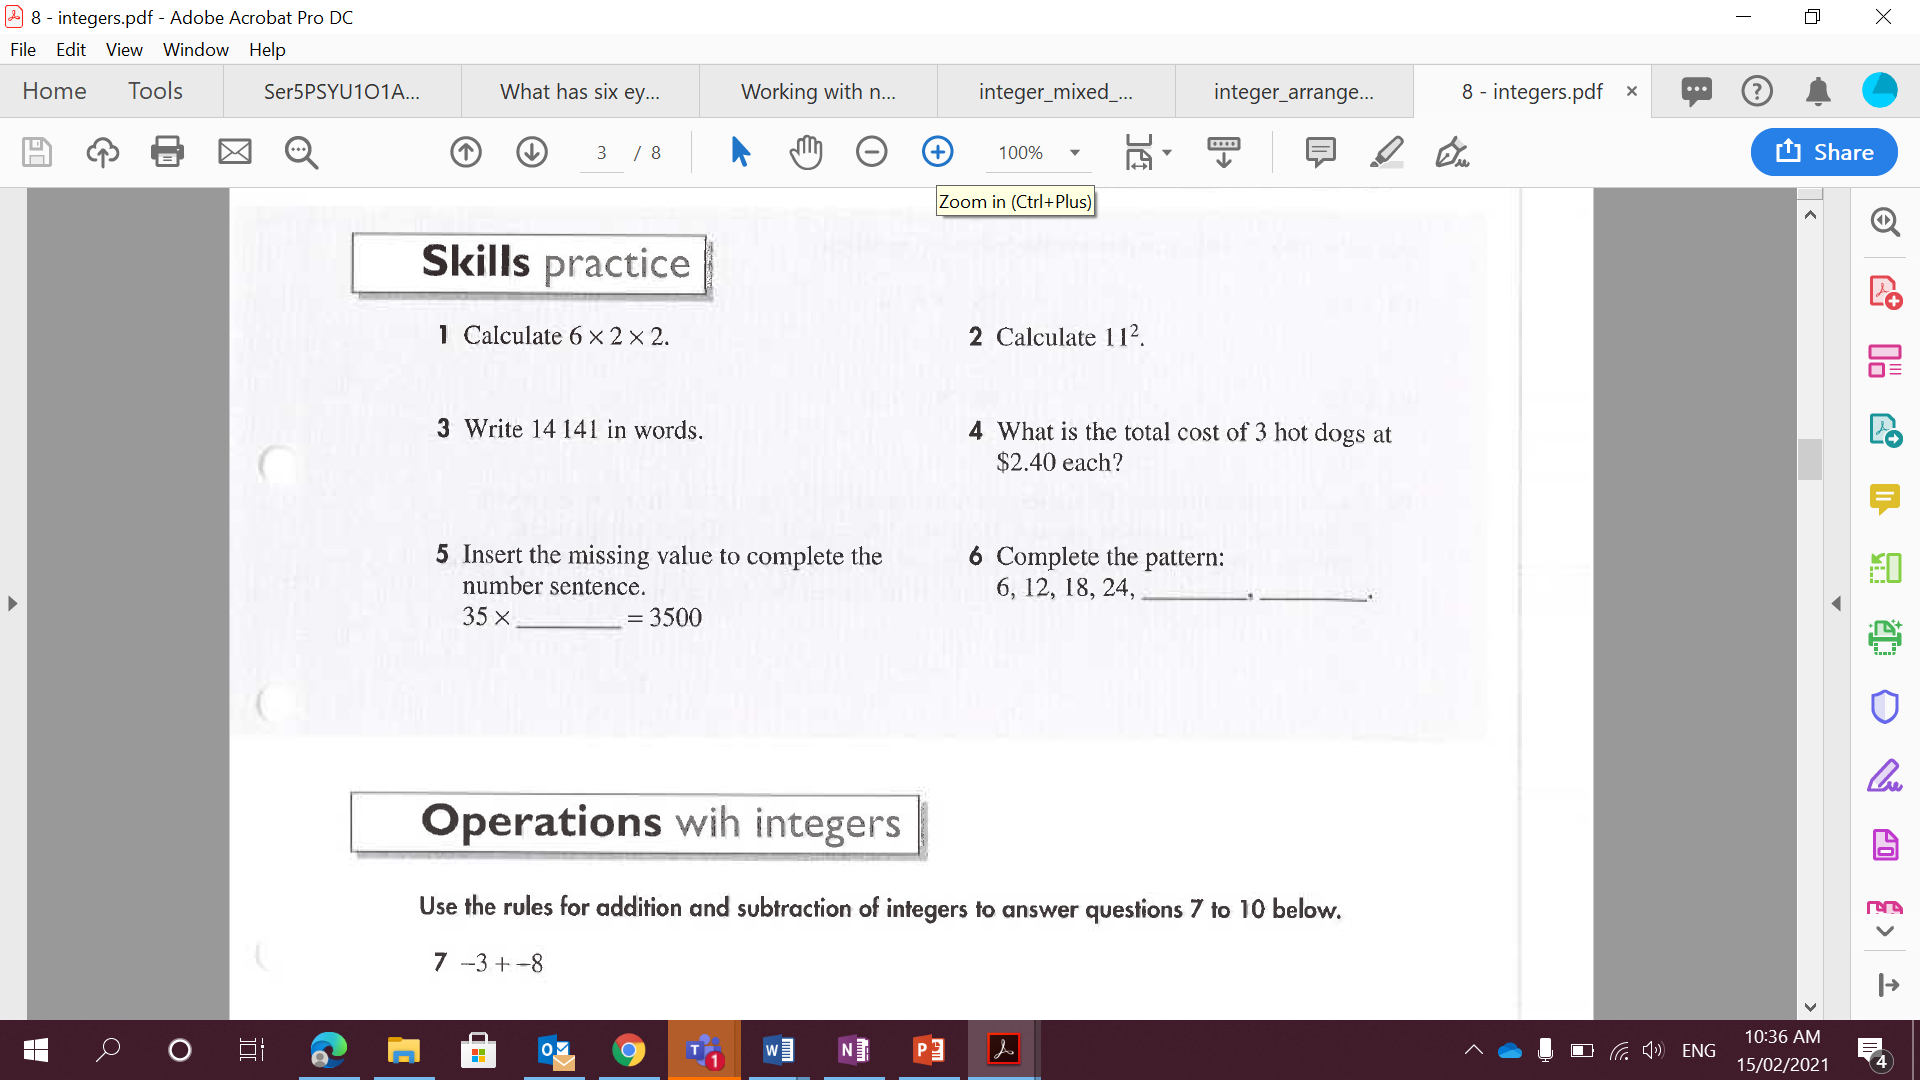 8 - integers.pdf - Adobe Acrobat Pro DC
File Edit View Window Help
Home Tools Ser5PSYU1O1A... What has six ey... Working with n... integer_mixed_... integer_arrange... 8 - integers.pdf ×
3 / 8 100% Share
Zoom in (Ctrl+Plus)
Skills practice
1 Calculate 6 × 2 × 2.
2 Calculate 11².
3 Write 14 141 in words.
4 What is the total cost of 3 hot dogs at
$2.40 each?
5 Insert the missing value to complete the
number sentence.
35 × ________ = 3500
6 Complete the pattern:
6, 12, 18, 24, ________, ________.
Operations wih integers
Use the rules for addition and subtraction of integers to answer questions 7 to 10 below.
7 −3 + −8
ENG
10:36 AM
15/02/2021
4
1